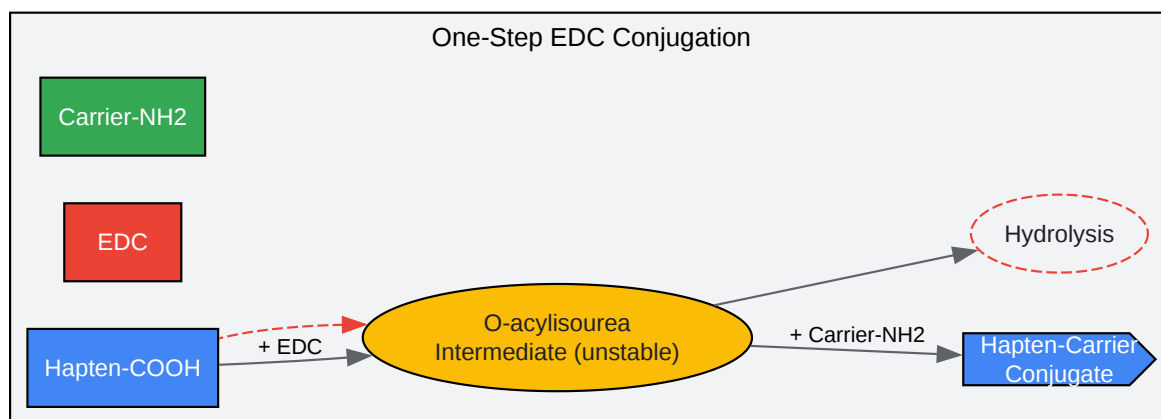 One-Step EDC Conjugation
Carrier-NH2
EDC
Hapten-COOH
+ EDC
O-acylisourea
Intermediate (unstable)
Hydrolysis
+ Carrier-NH2
Hapten-Carrier
Conjugate